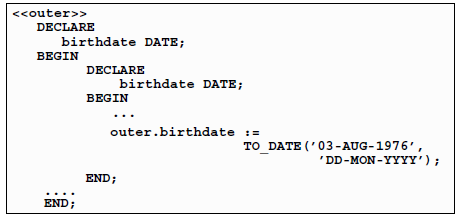 <<outer>>
DECLARE
birthdate DATE;
BEGIN
DECLARE
birthdate DATE;
BEGIN
...
outer.birthdate :=
TO_DATE('03-AUG-1976',
'DD-MON-YYYY');
END;
....
END;